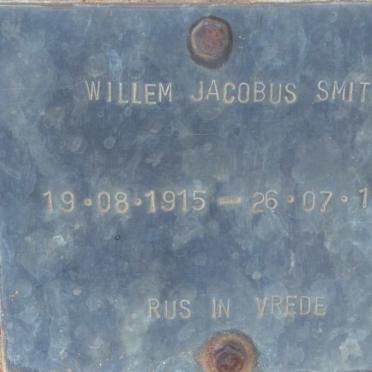 WILLEM JACOBUS SMIT
19·08·1915 – 26·07·1
RUS IN VREDE